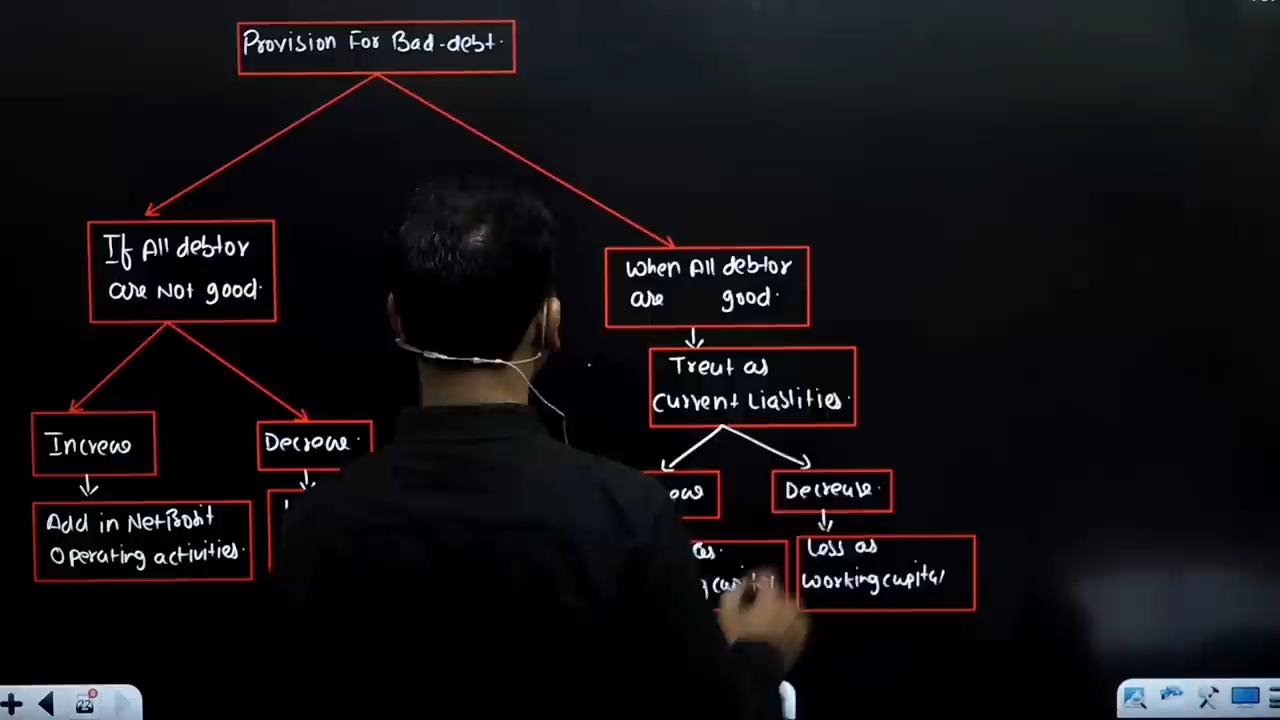 Provision For Bad-debt.
If All debtor
are Not good.
When All debtor
are good.
Treat as
Current Liabilities.
Increase
Decrease.
Decrease.
Add in Net Profit
Operating activities.
Less as
working capital